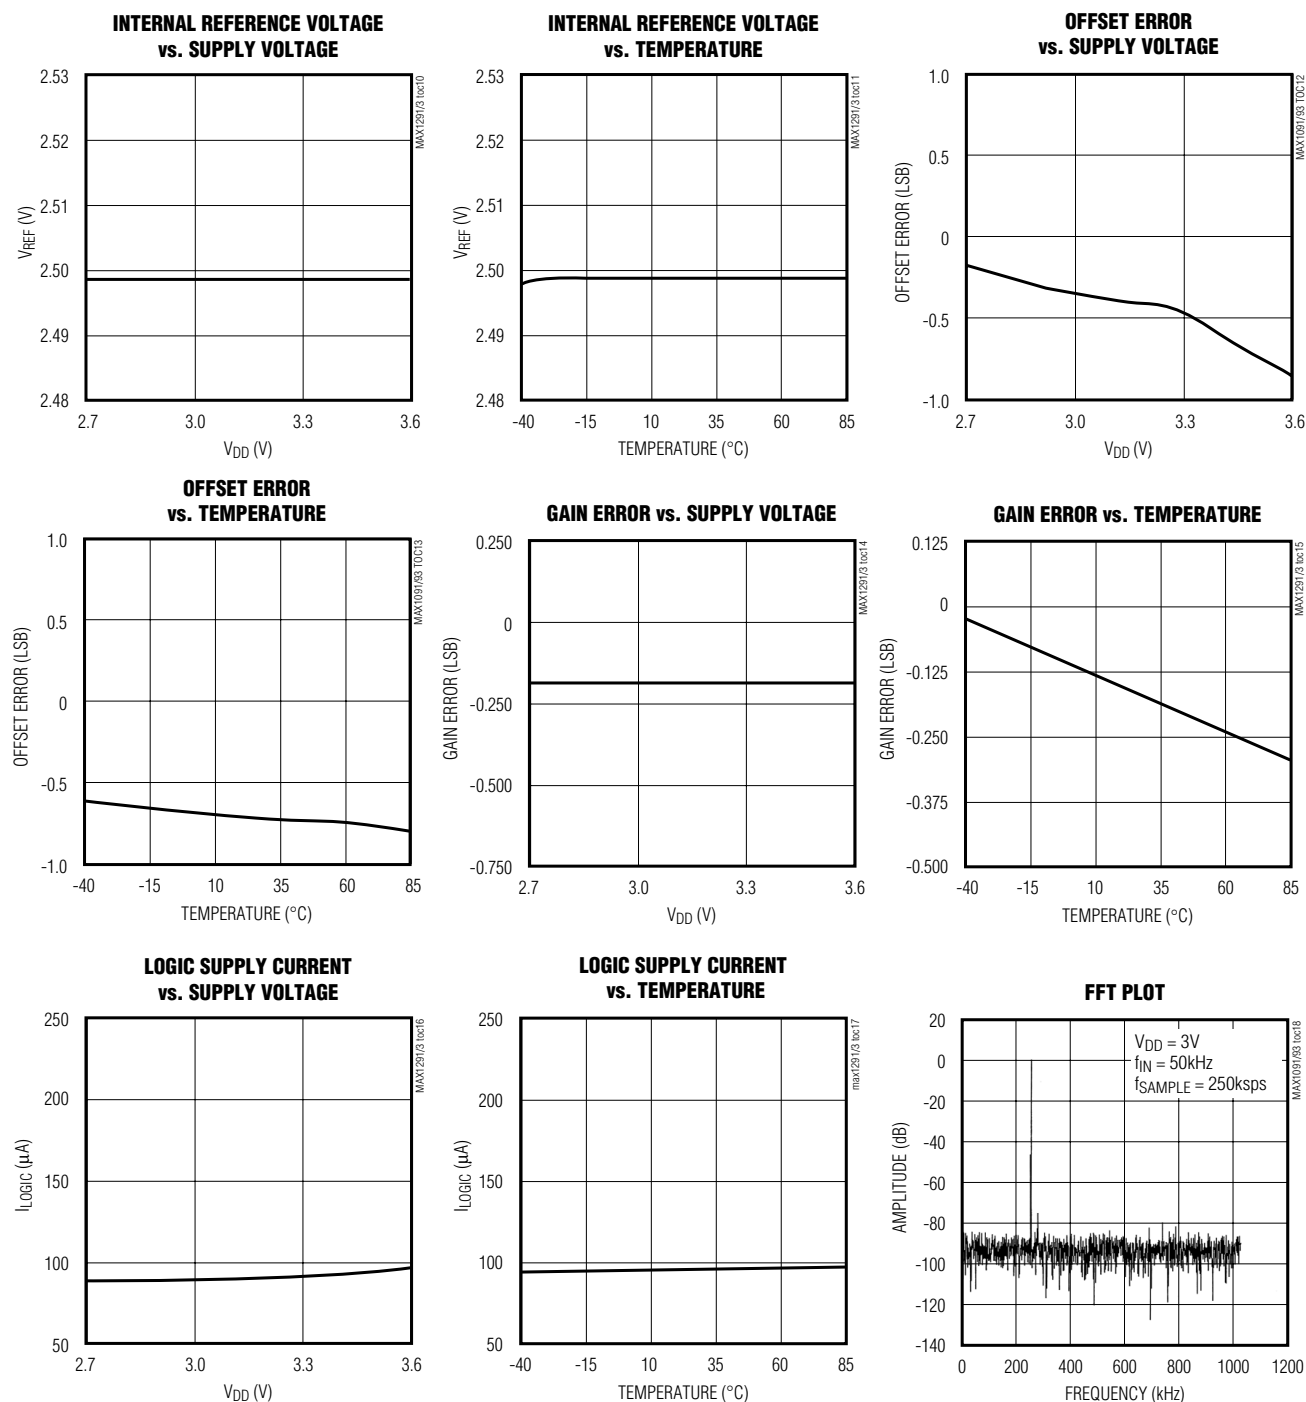 INTERNAL REFERENCE VOLTAGE
vs. SUPPLY VOLTAGE
2.53
2.52
2.51
2.50
2.49
2.48
VREF (V)
2.7
3.0
3.3
3.6
VDD (V)
MAX1291/3 toc10
INTERNAL REFERENCE VOLTAGE
vs. TEMPERATURE
2.53
2.52
2.51
2.50
2.49
2.48
VREF (V)
-40
-15
10
35
60
85
TEMPERATURE (°C)
MAX1291/3 toc11
OFFSET ERROR
vs. SUPPLY VOLTAGE
1.0
0.5
0
-0.5
-1.0
OFFSET ERROR (LSB)
2.7
3.0
3.3
3.6
VDD (V)
MAX1091/93 TOC12
OFFSET ERROR
vs. TEMPERATURE
1.0
0.5
0
-0.5
-1.0
OFFSET ERROR (LSB)
-40
-15
10
35
60
85
TEMPERATURE (°C)
MAX1091/93 TOC13
GAIN ERROR vs. SUPPLY VOLTAGE
0.250
0
-0.250
-0.500
-0.750
GAIN ERROR (LSB)
2.7
3.0
3.3
3.6
VDD (V)
MAX1291/3 toc14
GAIN ERROR vs. TEMPERATURE
0.125
0
-0.125
-0.250
-0.375
-0.500
GAIN ERROR (LSB)
-40
-15
10
35
60
85
TEMPERATURE (°C)
MAX1291/3 toc15
LOGIC SUPPLY CURRENT
vs. SUPPLY VOLTAGE
250
200
150
100
50
ILOGIC (µA)
2.7
3.0
3.3
3.6
VDD (V)
MAX1291/3 toc16
LOGIC SUPPLY CURRENT
vs. TEMPERATURE
250
200
150
100
50
ILOGIC (µA)
-40
-15
10
35
60
85
TEMPERATURE (°C)
max1291/3 toc17
FFT PLOT
20
0
-20
-40
-60
-80
-100
-120
-140
AMPLITUDE (dB)
VDD = 3V
fIN = 50kHz
fSAMPLE = 250ksps
0
200
400
600
800
1000
1200
FREQUENCY (kHz)
MAX1091/93 toc18